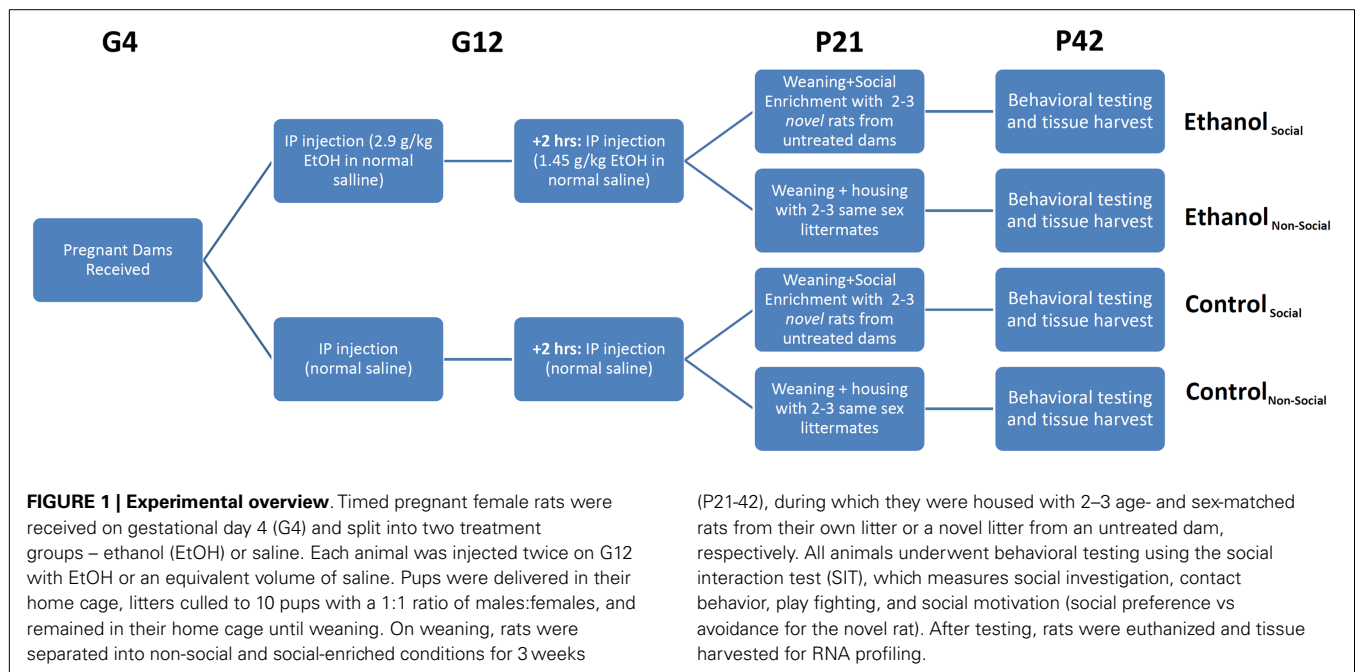 G4 G12 P21 P42
Pregnant Dams
Received
IP injection (2.9 g/kg
EtOH in normal
salline)
+2 hrs: IP injection
(1.45 g/kg EtOH in
normal saline)
IP injection
(normal saline)
+2 hrs: IP injection
(normal saline)
Weaning+Social
Enrichment with 2-3
novel rats from
untreated dams
Behavioral testing
and tissue harvest
Ethanol Social
Weaning + housing
with 2-3 same sex
littermates
Behavioral testing
and tissue harvest
Ethanol Non-Social
Weaning+Social
Enrichment with 2-3
novel rats from
untreated dams
Behavioral testing
and tissue harvest
Control Social
Weaning + housing
with 2-3 same sex
littermates
Behavioral testing
and tissue harvest
Control Non-Social
FIGURE 1 | Experimental overview. Timed pregnant female rats were
received on gestational day 4 (G4) and split into two treatment
groups – ethanol (EtOH) or saline. Each animal was injected twice on G12
with EtOH or an equivalent volume of saline. Pups were delivered in their
home cage, litters culled to 10 pups with a 1:1 ratio of males:females, and
remained in their home cage until weaning. On weaning, rats were
separated into non-social and social-enriched conditions for 3 weeks
(P21-42), during which they were housed with 2–3 age- and sex-matched
rats from their own litter or a novel litter from an untreated dam,
respectively. All animals underwent behavioral testing using the social
interaction test (SIT), which measures social investigation, contact
behavior, play fighting, and social motivation (social preference vs
avoidance for the novel rat). After testing, rats were euthanized and tissue
harvested for RNA profiling.